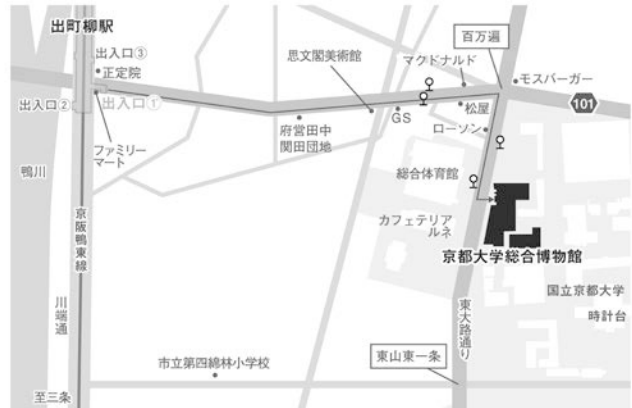 出町柳駅
出入口③
正定院
出入口②
出入口①
ファミリー
マート
鴨川
京阪鴨東線
川端通
至三条
府営田中
関田団地
思文閣美術館
GS
マクドナルド
百万遍
モスバーガー
101
松屋
ローソン
総合体育館
カフェテリア
ルネ
京都大学総合博物館
国立京都大学
時計台
東大路通り
東山東一条
市立第四綿林小学校